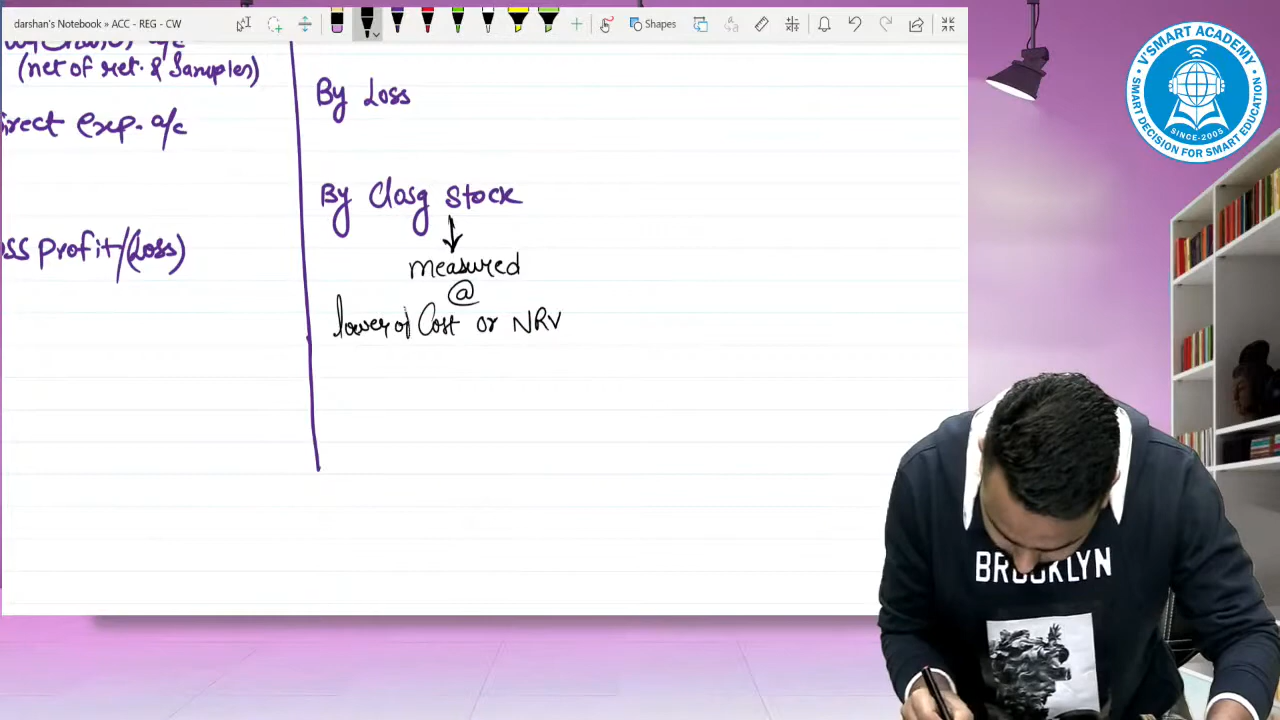 darshan's Notebook » ACC - REG - CW
Shapes
a/c
(net of ret. & Samples)
irect exp. a/c
oss profit/(Loss)
By Loss
By Closg stock
measured
@
lower of Cost or NRV
V'SMART ACADEMY
SINCE-2005
SMART DECISION FOR SMART EDUCATION
BROOKLYN